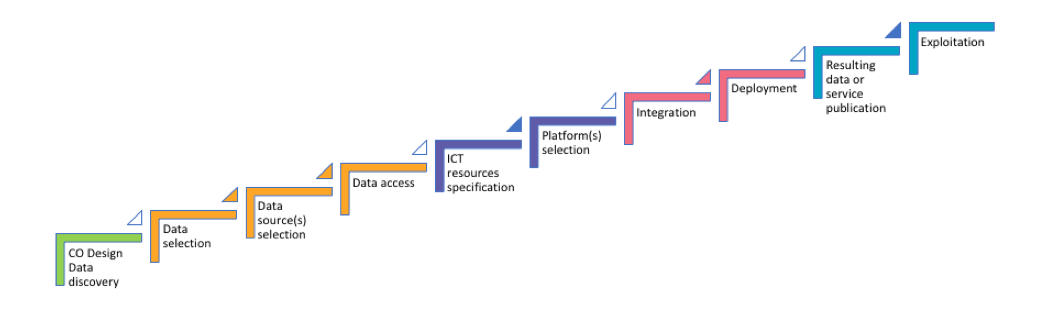 CO Design
Data
discovery
Data
selection
Data
source(s)
selection
Data access
ICT
resources
specification
Platform(s)
selection
Integration
Deployment
Resulting
data or
service
publication
Exploitation